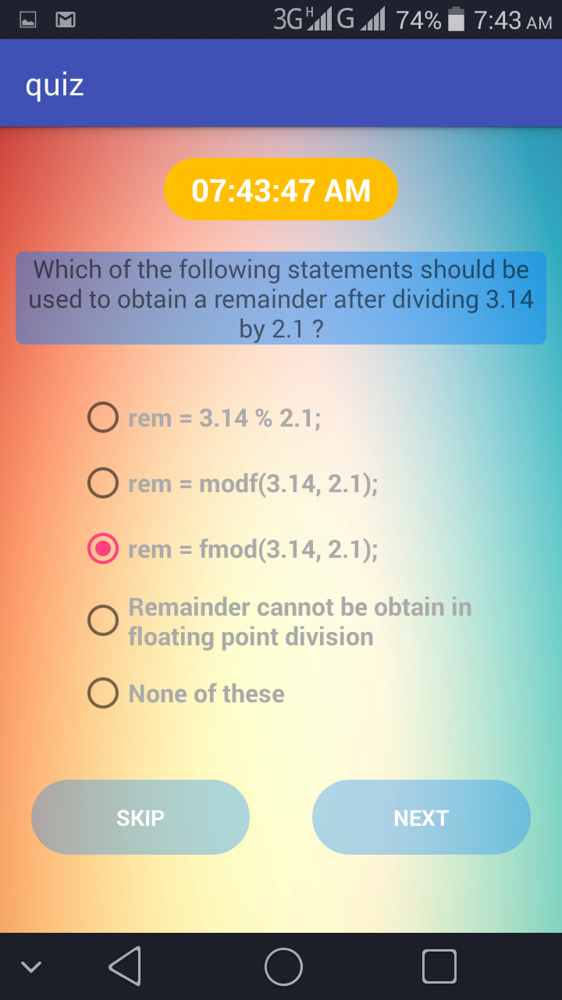 3G H G 74% 7:43 AM
quiz
07:43:47 AM
Which of the following statements should be
used to obtain a remainder after dividing 3.14
by 2.1 ?
rem = 3.14 % 2.1;
rem = modf(3.14, 2.1);
rem = fmod(3.14, 2.1);
Remainder cannot be obtain in
floating point division
None of these
SKIP NEXT